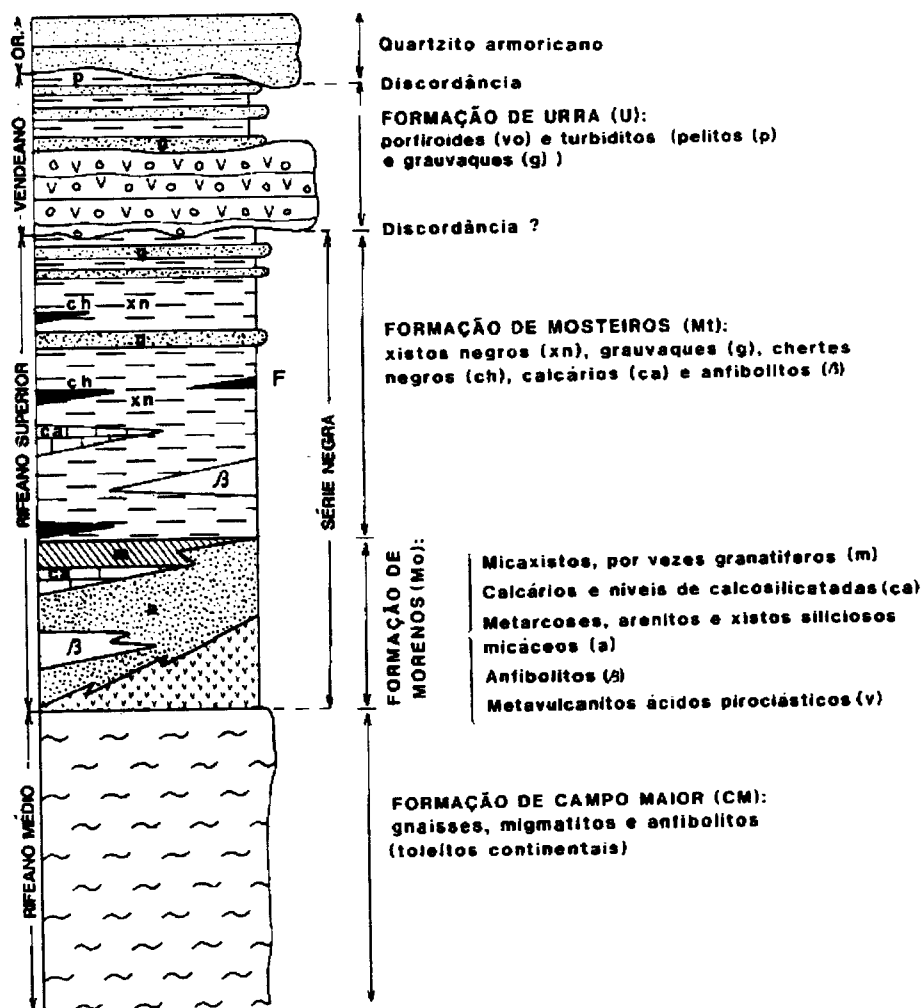 OR.
VENDEANO
RIFEANO SUPERIOR
RIFEANO MÉDIO
p
g
v o v o v o v o
v o v o v o v o
v o v o v o v o
g
ch xn
g
ch
xn
F
ca
β
m
ca
a
β
SÉRIE NEGRA
Quartzito armoricano
Discordância
FORMAÇÃO DE URRA (U):
porfiroides (vo) e turbiditos (pelitos (p)
e grauvaques (g) )
Discordância ?
FORMAÇÃO DE MOSTEIROS (Mt):
xistos negros (xn), grauvaques (g), chertes
negros (ch), calcários (ca) e anfibolitos (β)
FORMAÇÃO DE
MORENOS (Mo):
Micaxistos, por vezes granatíferos (m)
Calcários e níveis de calcosilicatadas (ca)
Metarcoses, arenitos e xistos siliciosos
micáceos (a)
Anfibolitos (β)
Metavulcanitos ácidos piroclásticos (v)
FORMAÇÃO DE CAMPO MAIOR (CM):
gnaisses, migmatitos e anfibolitos
(toleítos continentais)